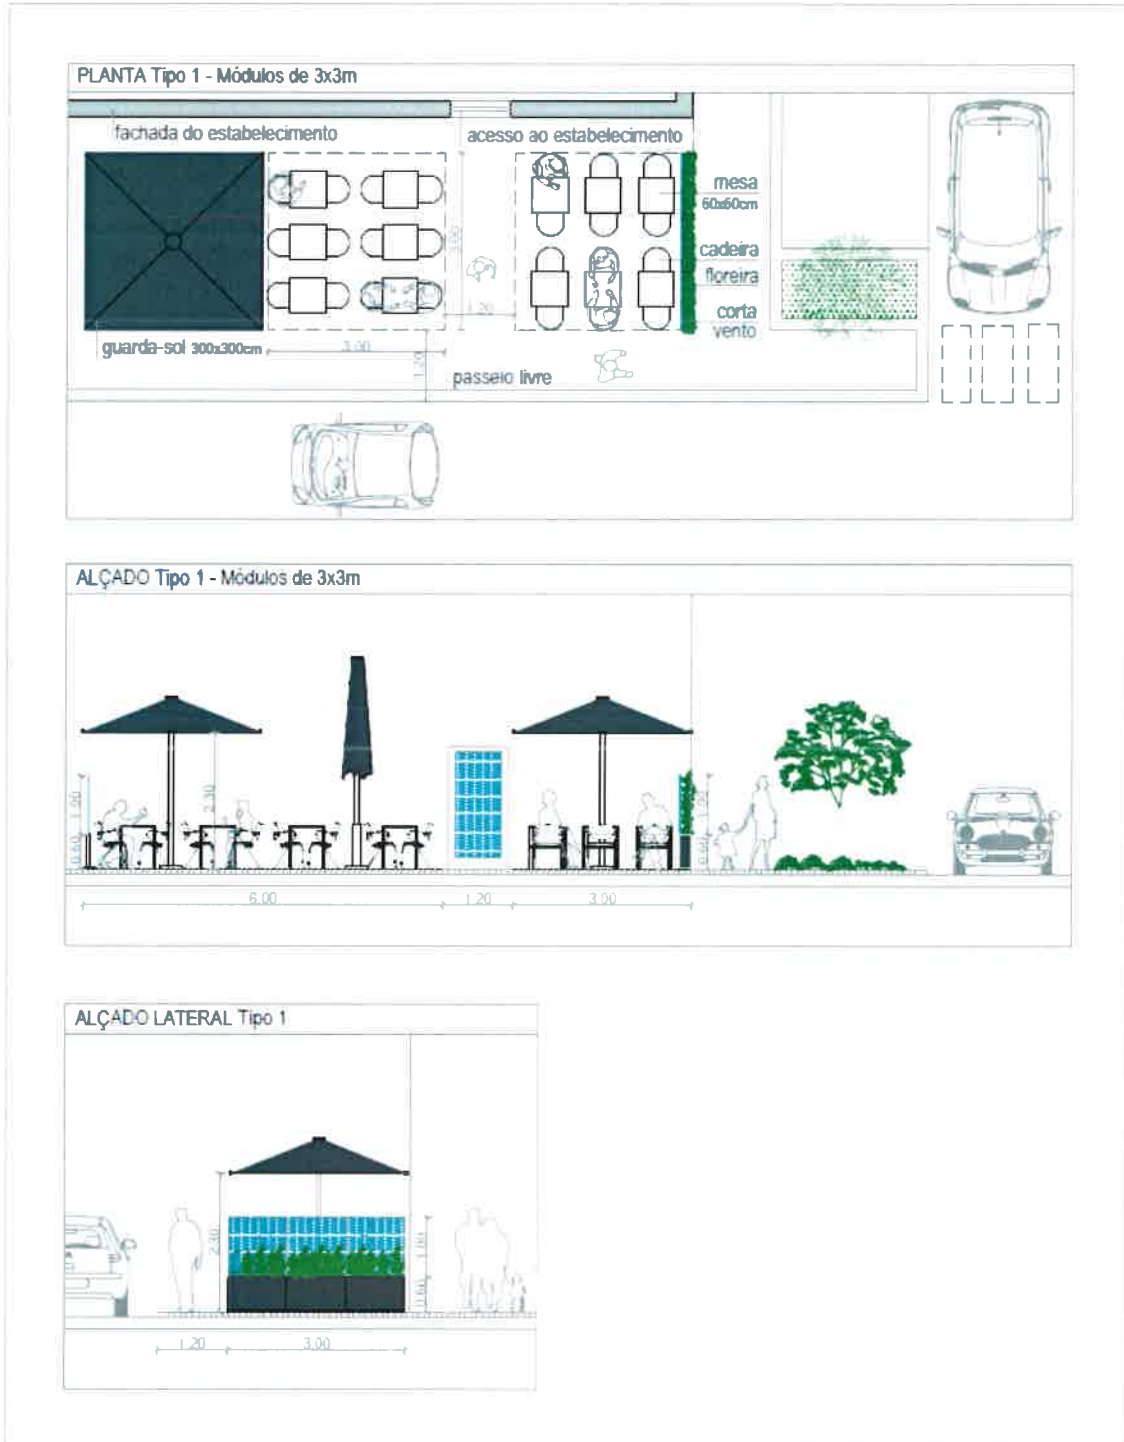 PLANTA Tipo 1 - Módulos de 3x3m
fachada do estabelecimento
acesso ao estabelecimento
mesa
60x60cm
cadeira
floreira
corta
vento
3.00
1.20
guarda-sol 300x300cm
3.00
1.20
passeio livre
ALÇADO Tipo 1 - Módulos de 3x3m
2.30
1.00
0.60
1.00
0.60
6.00
1.20
3.00
ALÇADO LATERAL Tipo 1
2.30
1.00
0.60
1.20
3.00